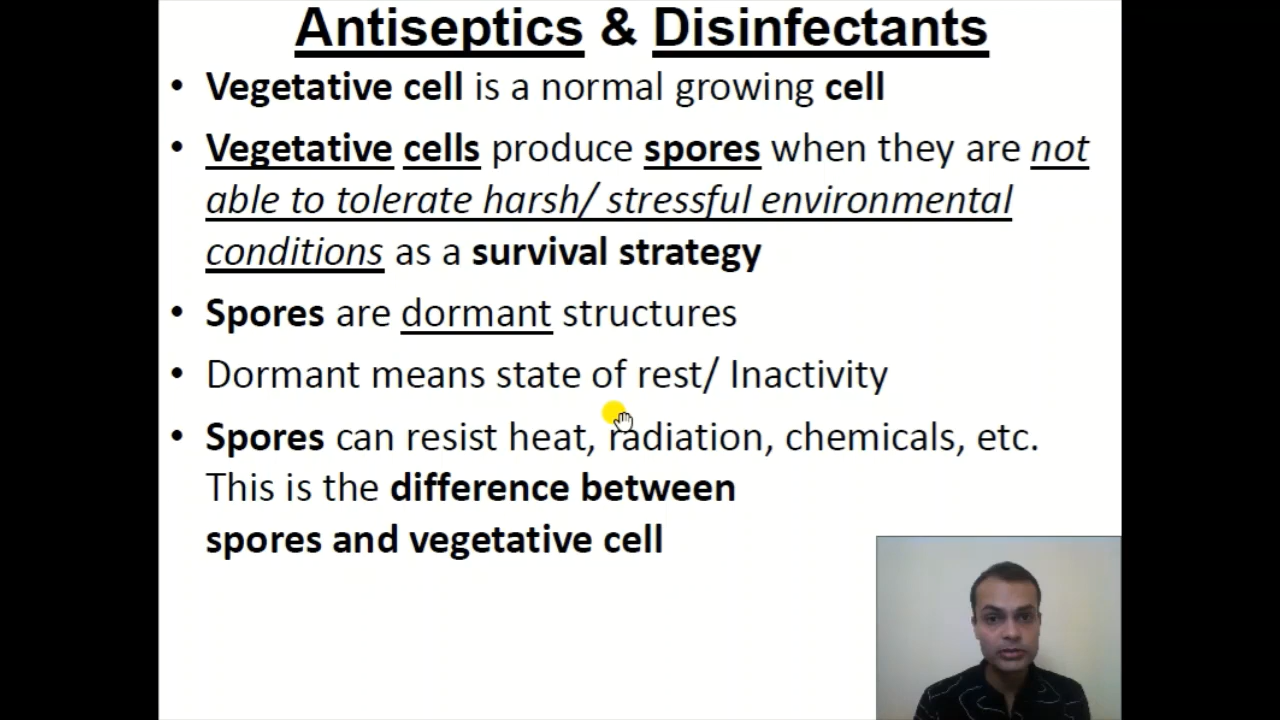 Antiseptics & Disinfectants
• Vegetative cell is a normal growing cell
• Vegetative cells produce spores when they are not
able to tolerate harsh/ stressful environmental
conditions as a survival strategy
• Spores are dormant structures
• Dormant means state of rest/ Inactivity
• Spores can resist heat, radiation, chemicals, etc.
This is the difference between
spores and vegetative cell